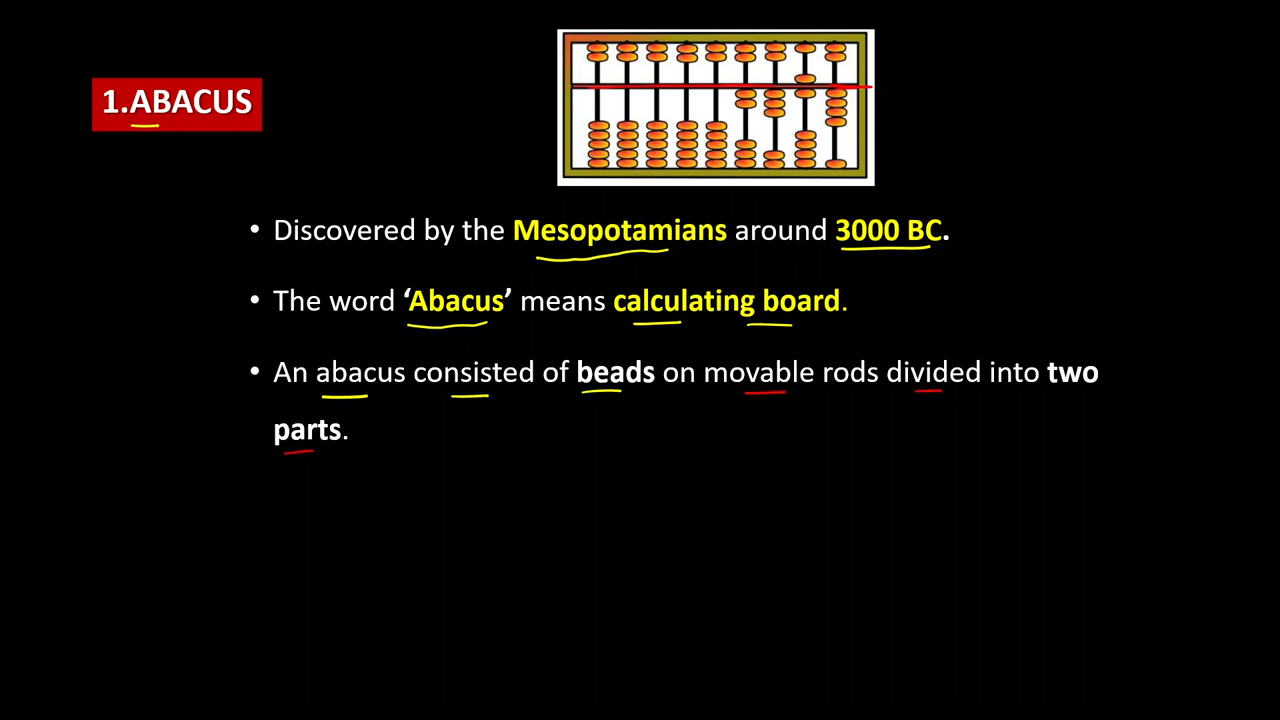 1.ABACUS
• Discovered by the Mesopotamians around 3000 BC.
• The word ‘Abacus’ means calculating board.
• An abacus consisted of beads on movable rods divided into two
parts.